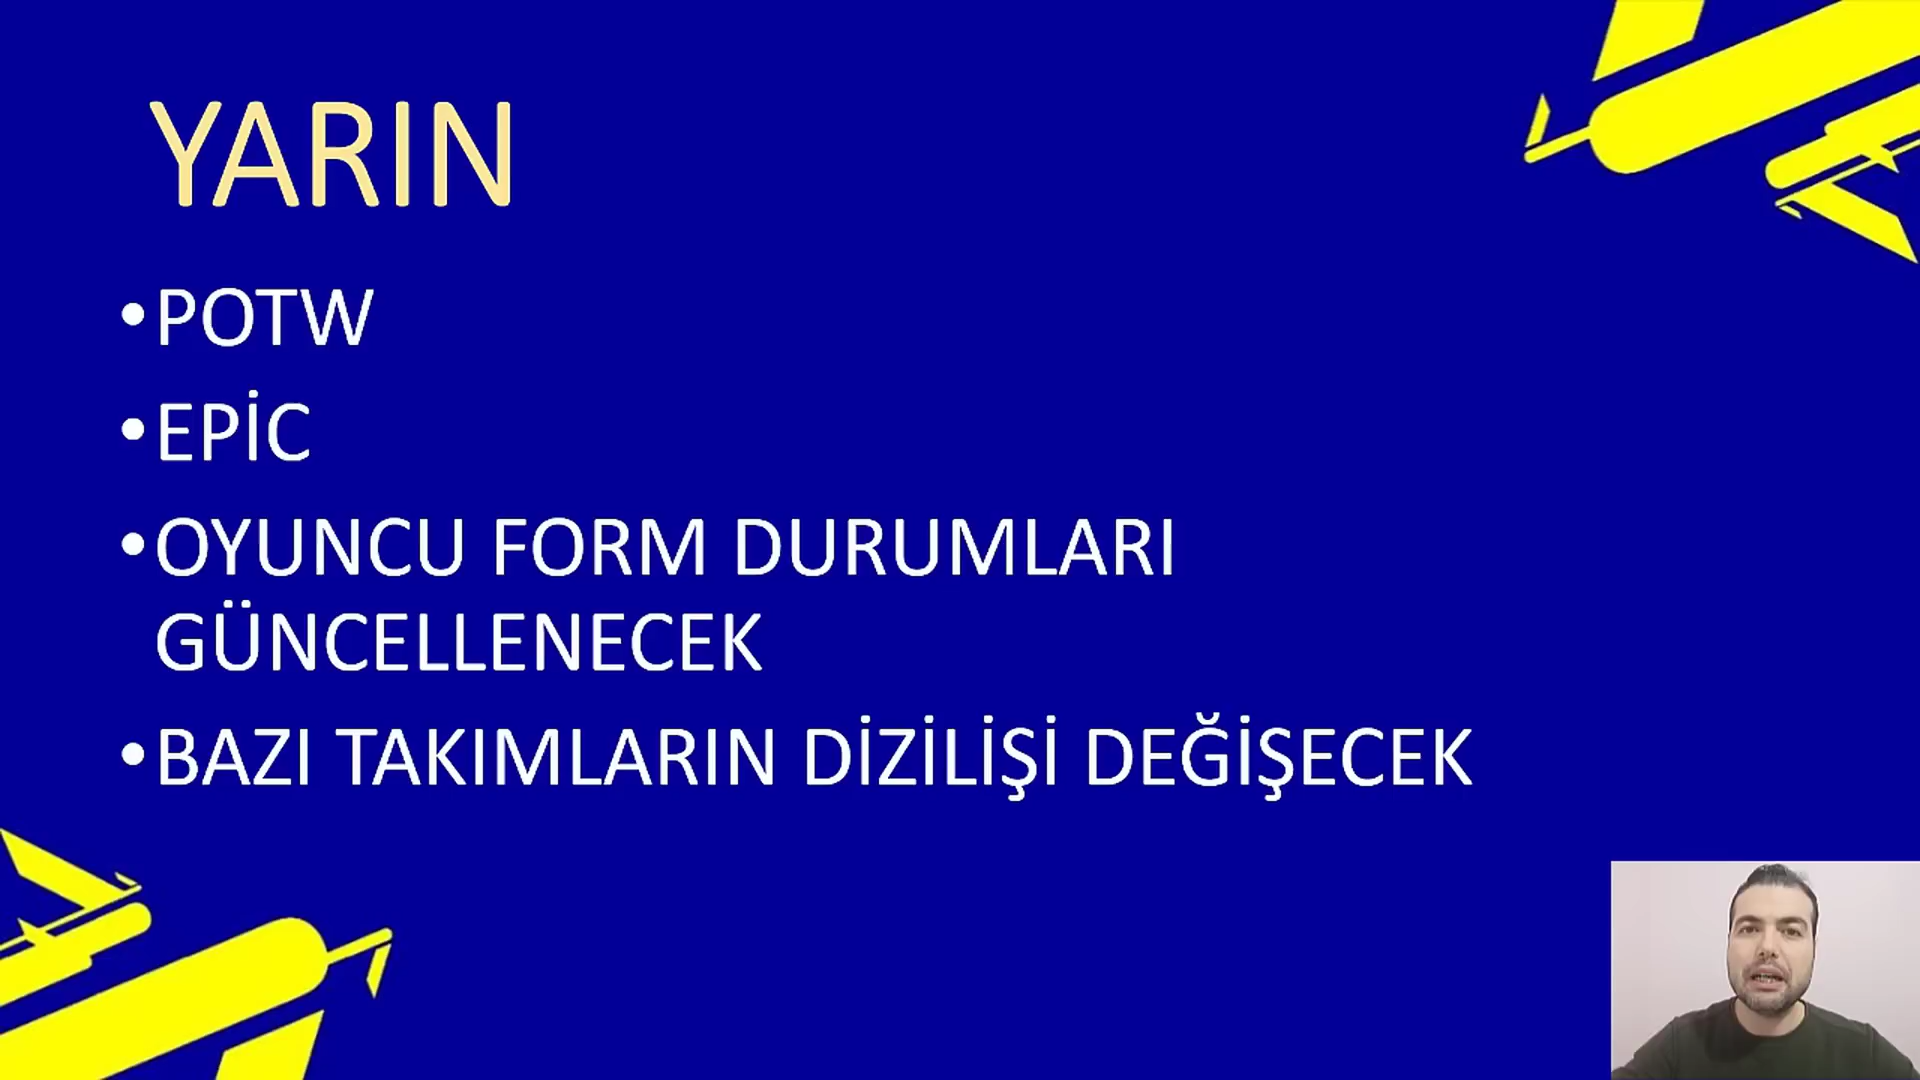 YARIN
•POTW
•EPİC
•OYUNCU FORM DURUMLARI
GÜNCELLENECEK
•BAZI TAKIMLARIN DİZİLİŞİ DEĞİŞECEK